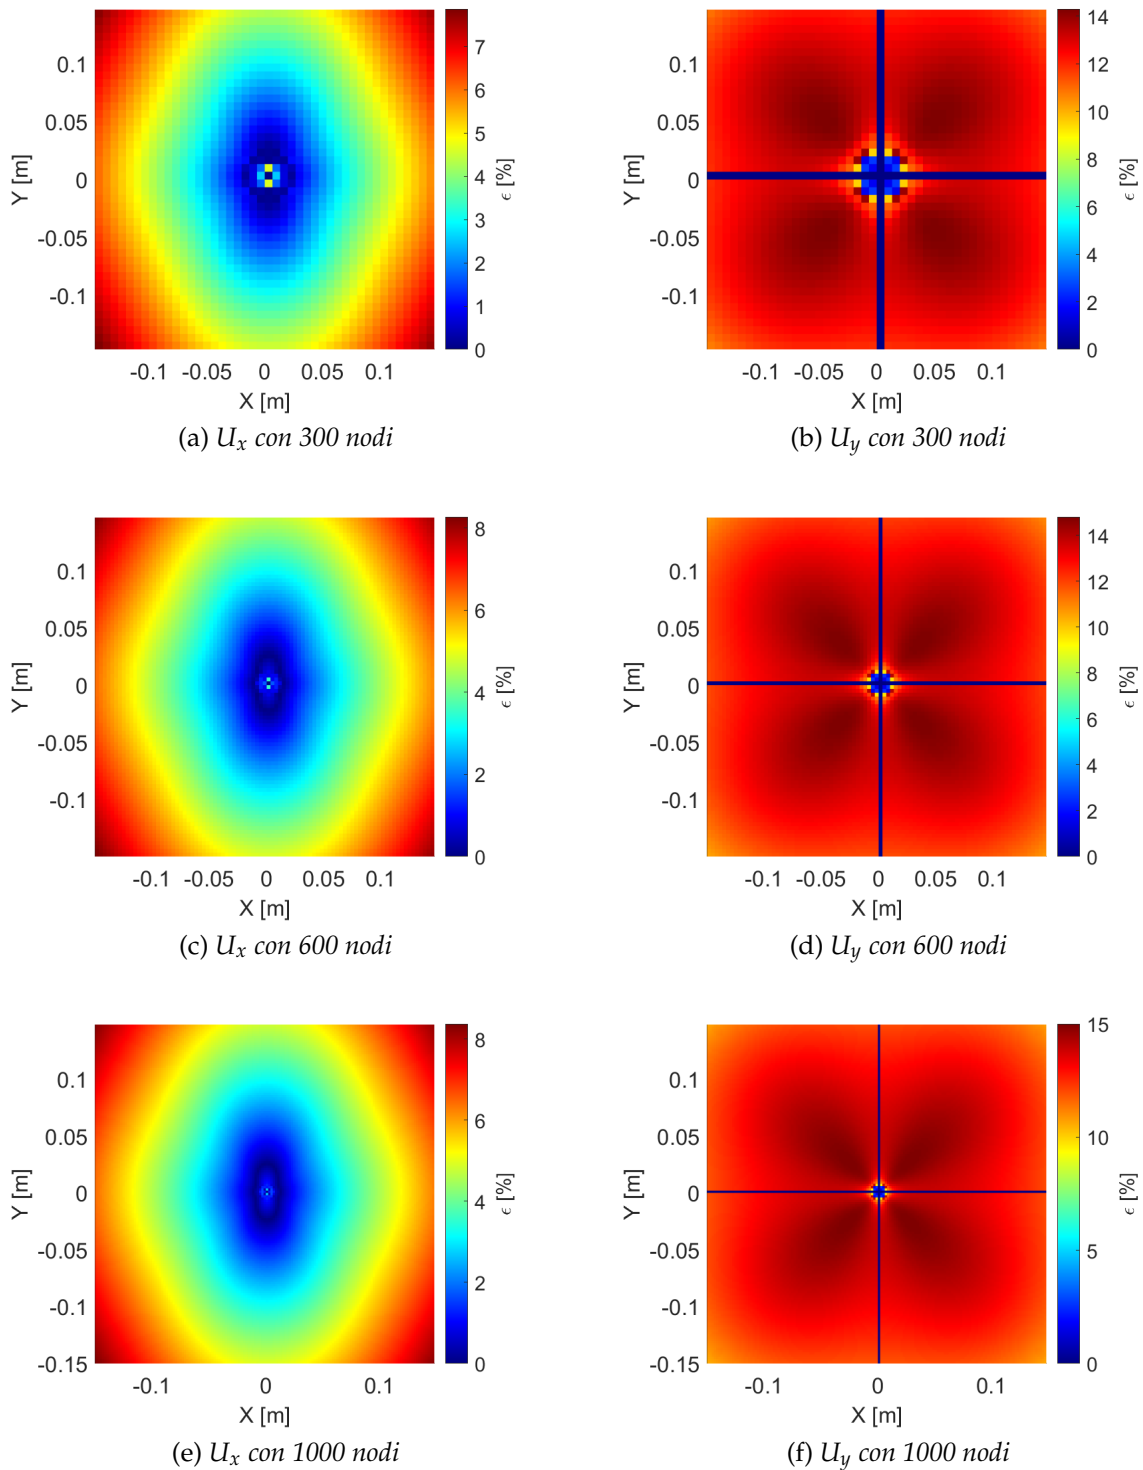 0.1
0.05
0
-0.05
-0.1
Y [m]
-0.1 -0.05 0 0.05 0.1
X [m]
7
6
5
4
3
2
1
0
ϵ [%]
(a) Uₓ con 300 nodi
0.1
0.05
0
-0.05
-0.1
Y [m]
-0.1 -0.05 0 0.05 0.1
X [m]
14
12
10
8
6
4
2
0
ϵ [%]
(b) U_y con 300 nodi
0.1
0.05
0
-0.05
-0.1
Y [m]
-0.1 -0.05 0 0.05 0.1
X [m]
8
6
4
2
0
ϵ [%]
(c) Uₓ con 600 nodi
0.1
0.05
0
-0.05
-0.1
Y [m]
-0.1 -0.05 0 0.05 0.1
X [m]
14
12
10
8
6
4
2
0
ϵ [%]
(d) U_y con 600 nodi
0.1
0.05
0
-0.05
-0.1
-0.15
Y [m]
-0.1 0 0.1
X [m]
8
6
4
2
0
ϵ [%]
(e) Uₓ con 1000 nodi
0.1
0.05
0
-0.05
-0.1
-0.15
Y [m]
-0.1 0 0.1
X [m]
15
10
5
0
ϵ [%]
(f) U_y con 1000 nodi